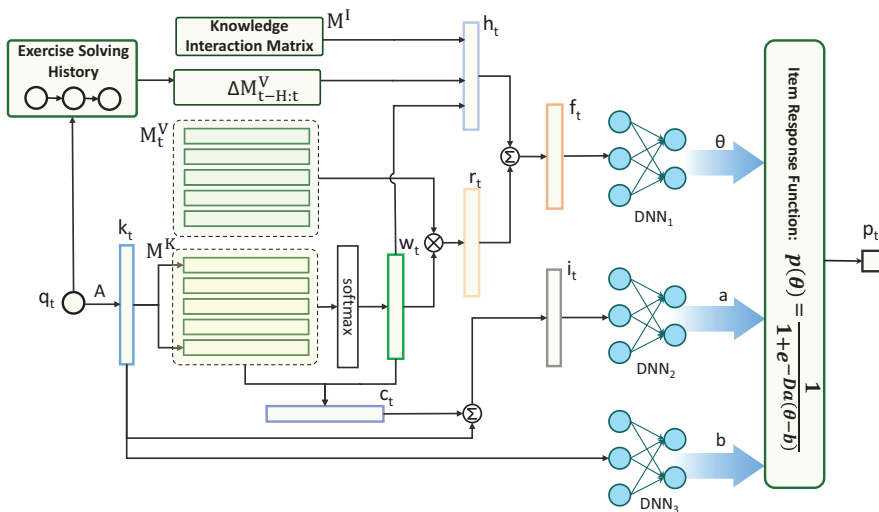 Knowledge
Interaction Matrix
M^I
h_t
Exercise Solving
History
ΔM^V_{t−H:t}
M^V_t
f_t
θ
DNN_1
r_t
k_t
M^K
w_t
softmax
q_t
A
i_t
a
DNN_2
c_t
b
DNN_3
Σ
Σ
Item Response Function: p(θ) = 1 / (1+e^{−Da(θ−b)})
p_t